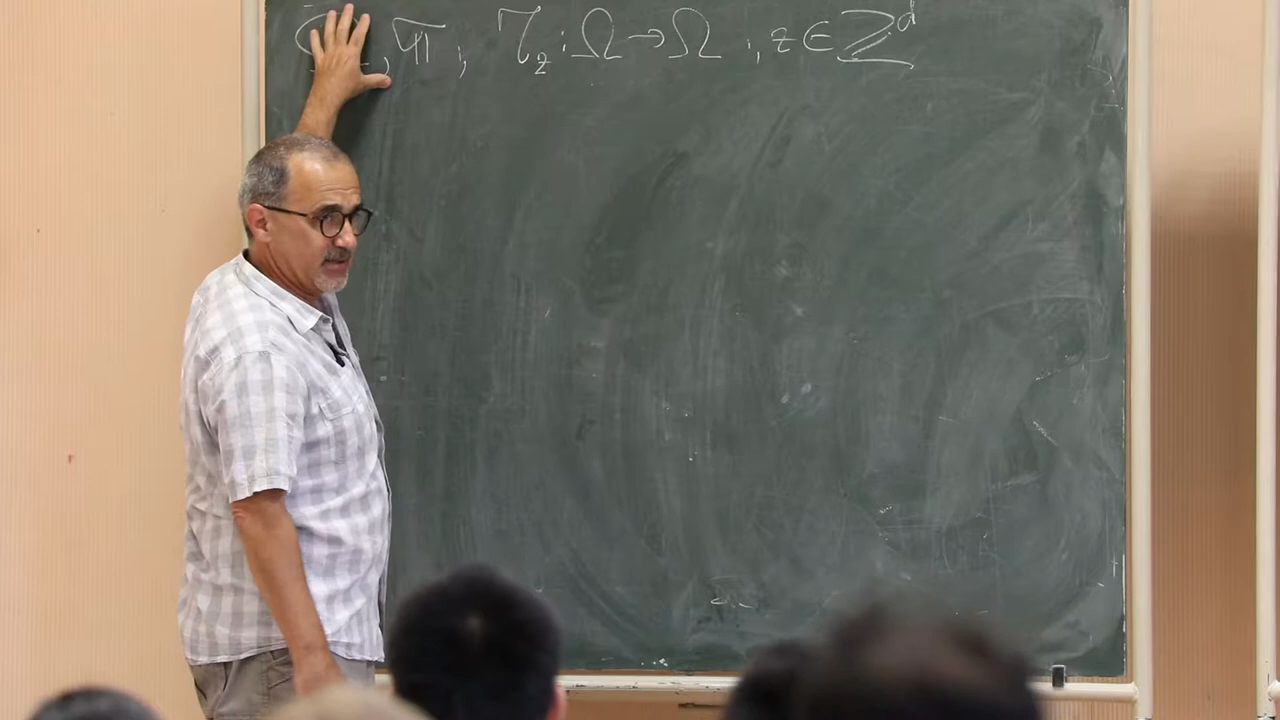 , π ; τ_z : Ω → Ω ; , z ∈ ℤ^d